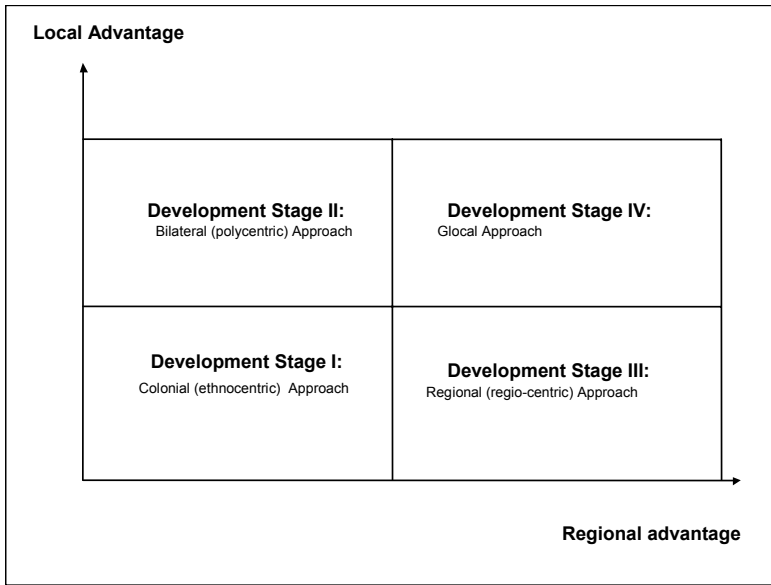 Local Advantage
Development Stage II:
Bilateral (polycentric) Approach
Development Stage IV:
Glocal Approach
Development Stage I:
Colonial (ethnocentric) Approach
Development Stage III:
Regional (regio-centric) Approach
Regional advantage